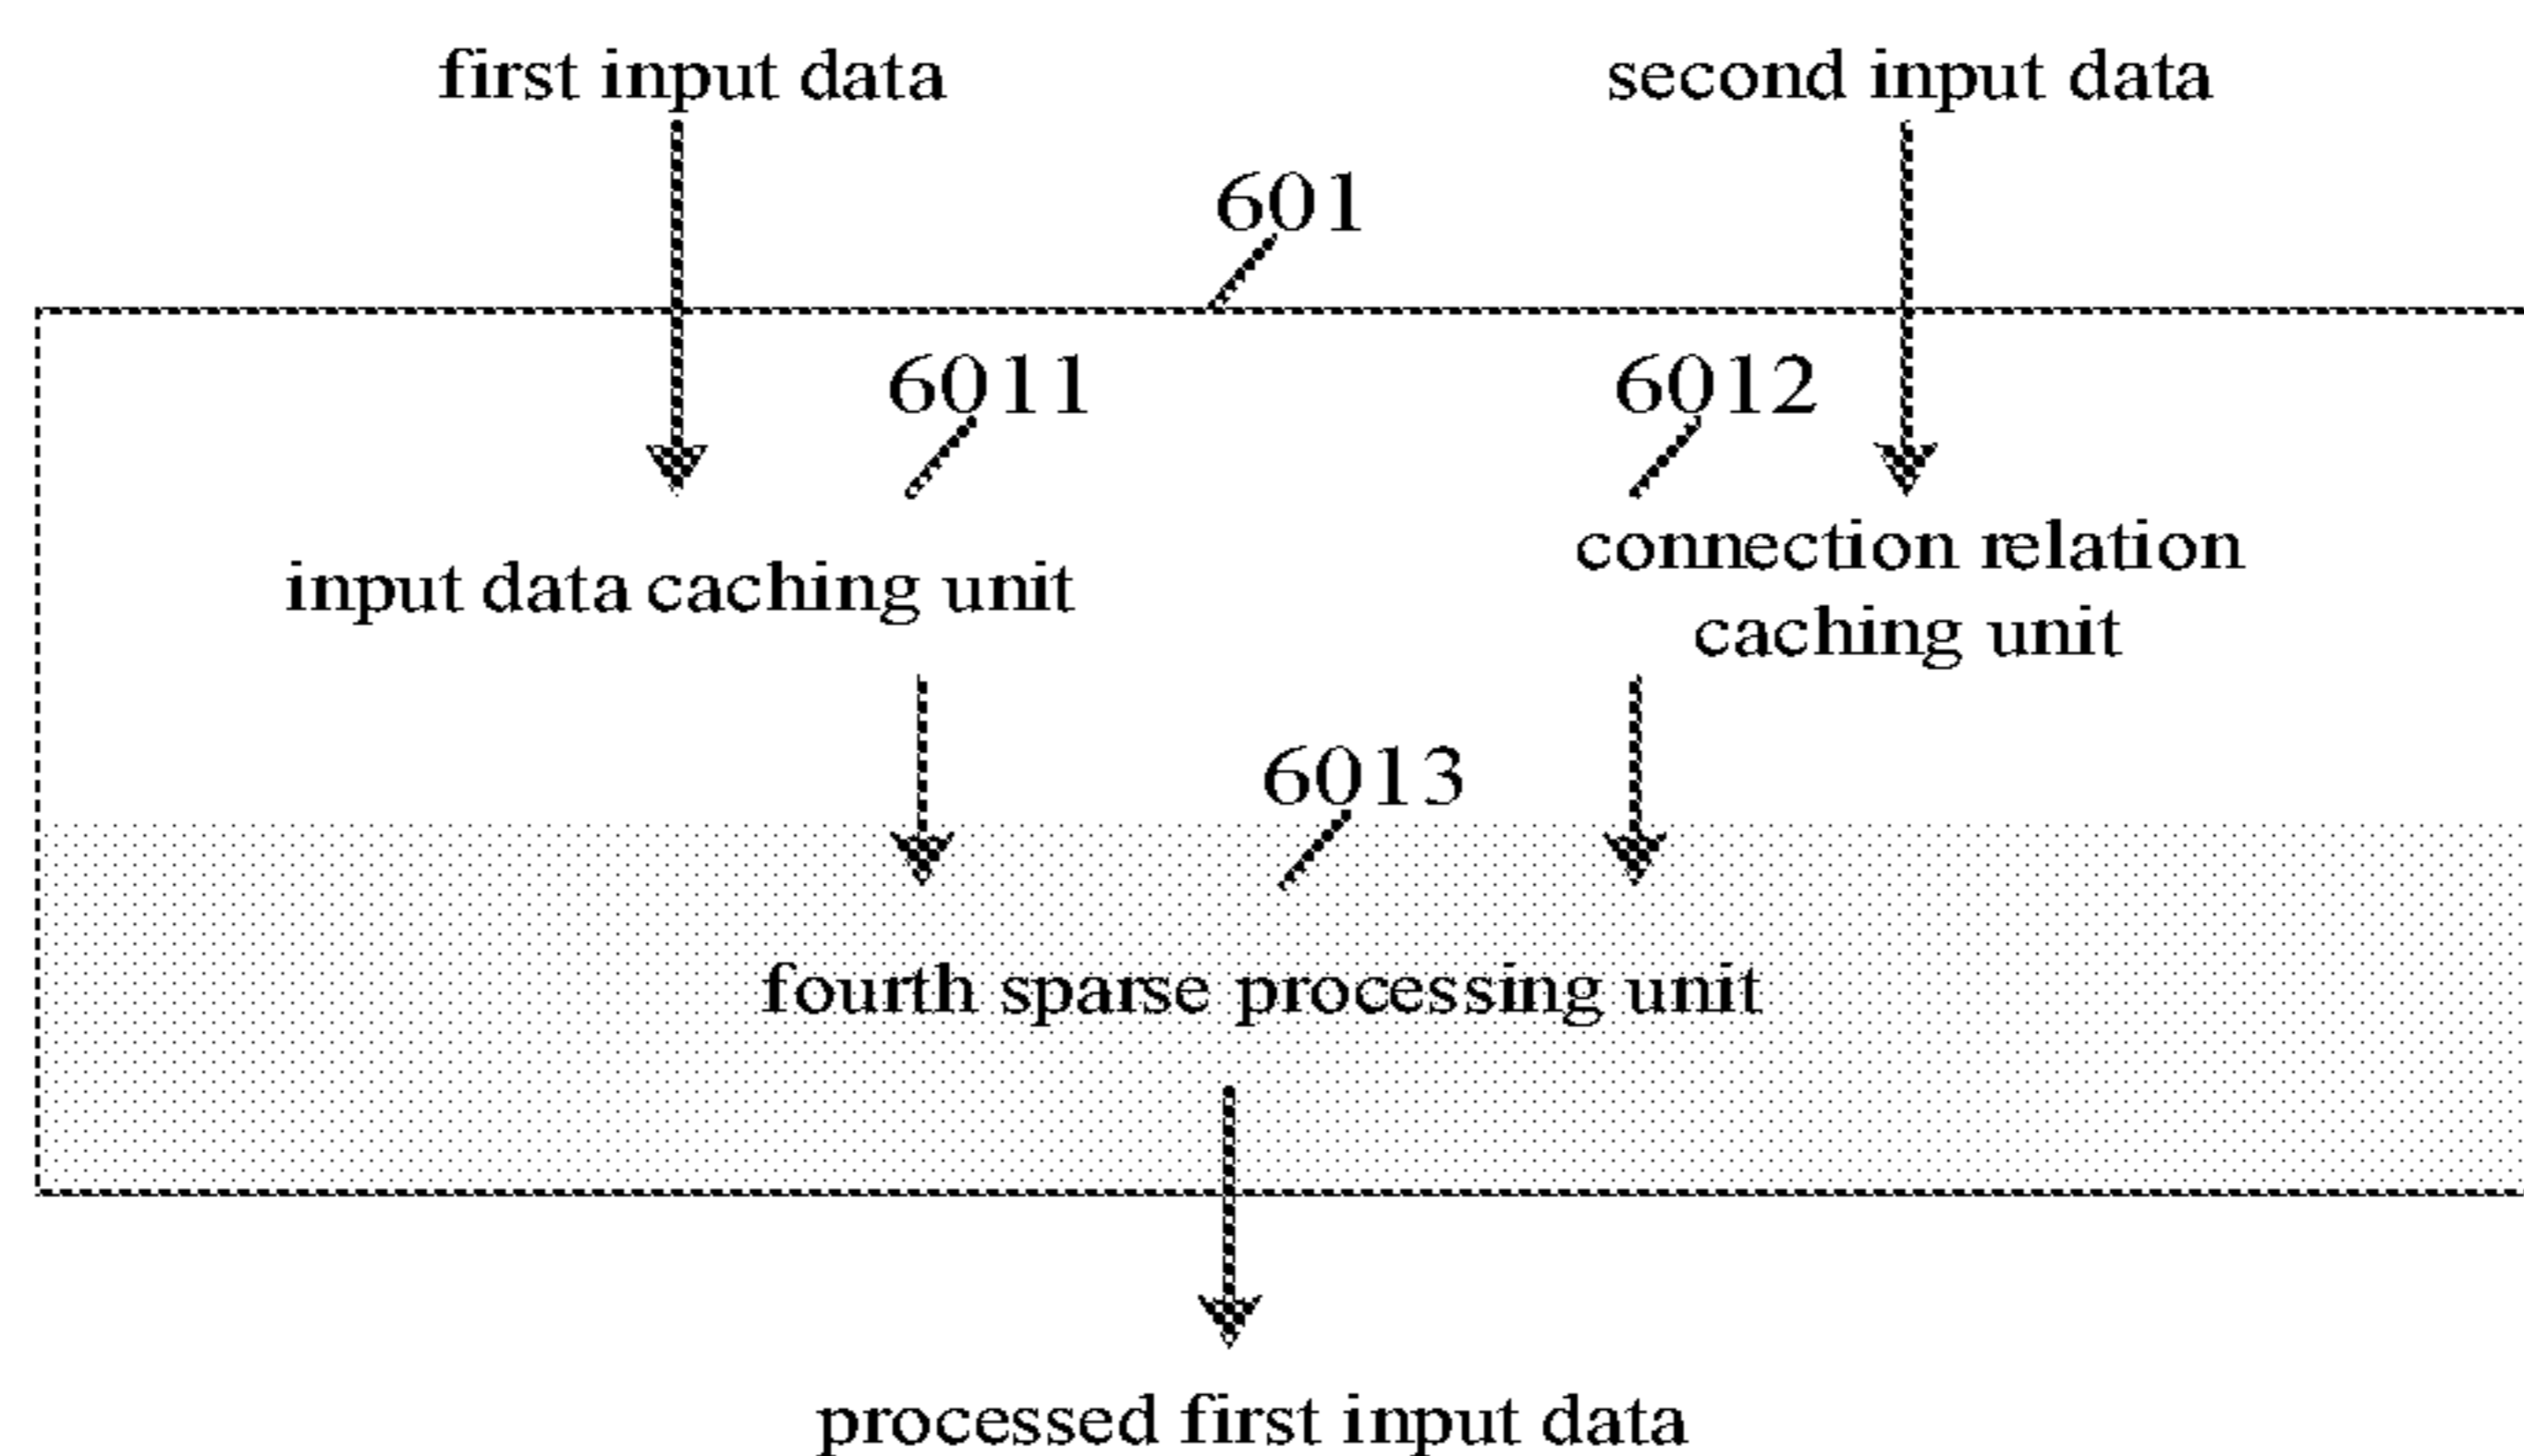 first input data
second input data
601
6011
6012
input data caching unit
connection relation
caching unit
6013
fourth sparse processing unit
processed first input data